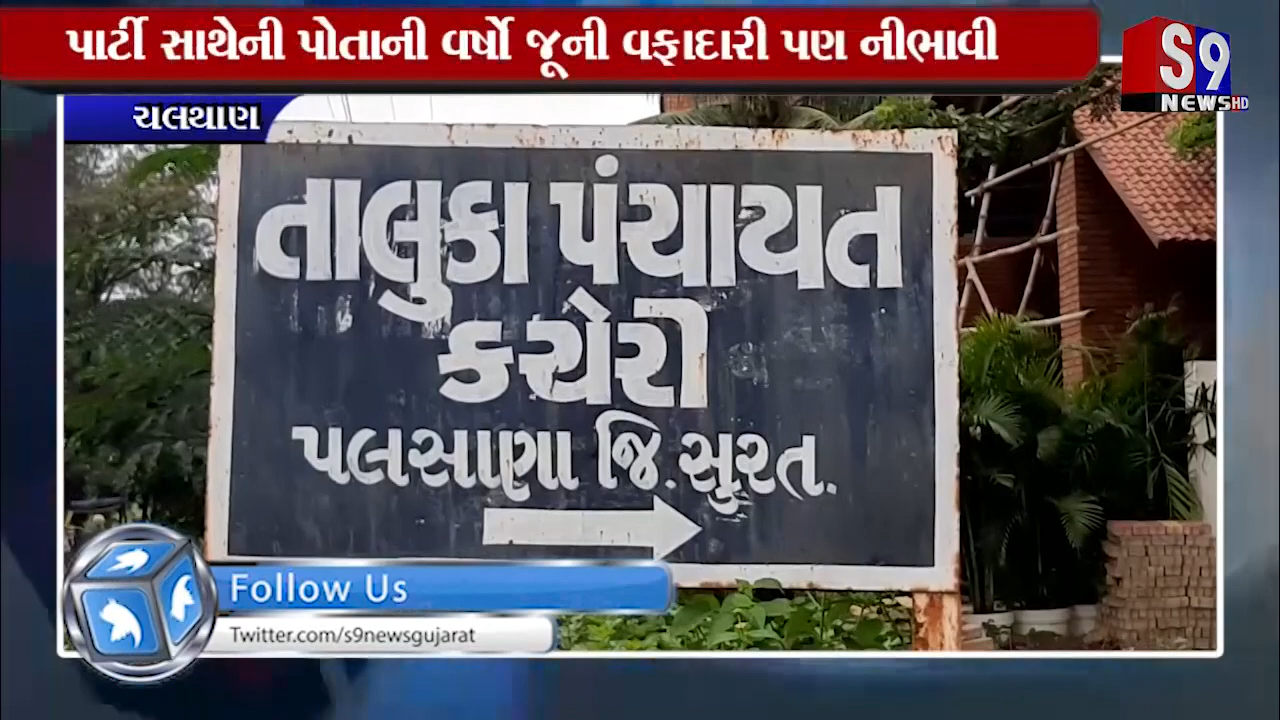 પાર્ટી સાથેની પોતાની વર્ષો જૂની વફાદારી પણ નીભાવી
S9
NEWS HD
ચલથાણ
તાલુકા પંચાયત
કચેરી
પલસાણા જિ.સુરત.
Follow Us
Twitter.com/s9newsgujarat